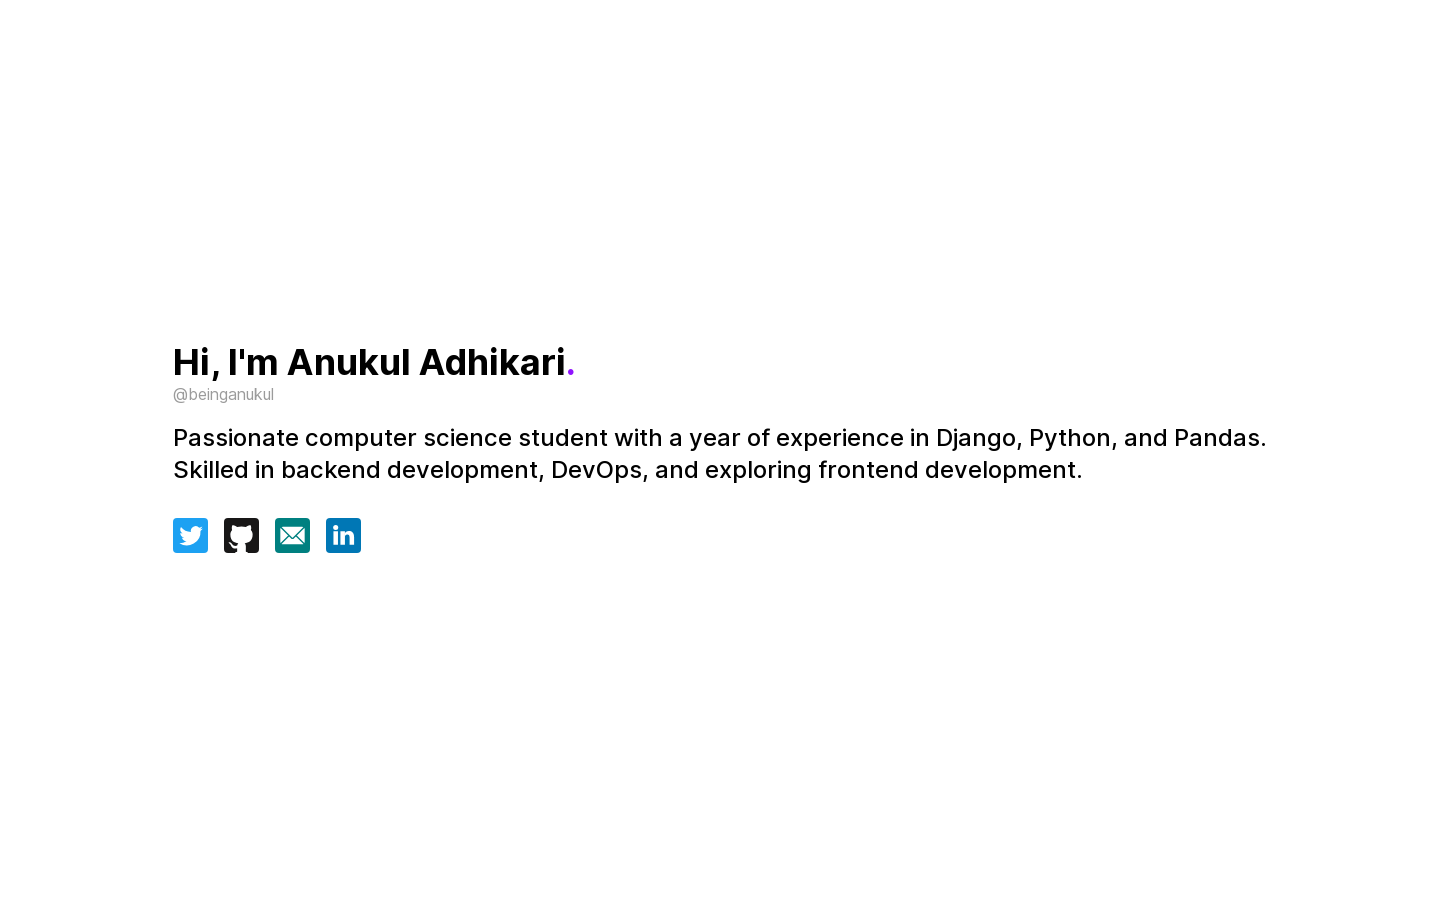 Hi, I'm Anukul Adhikari.
@beinganukul
Passionate computer science student with a year of experience in Django, Python, and Pandas.
Skilled in backend development, DevOps, and exploring frontend development.
in